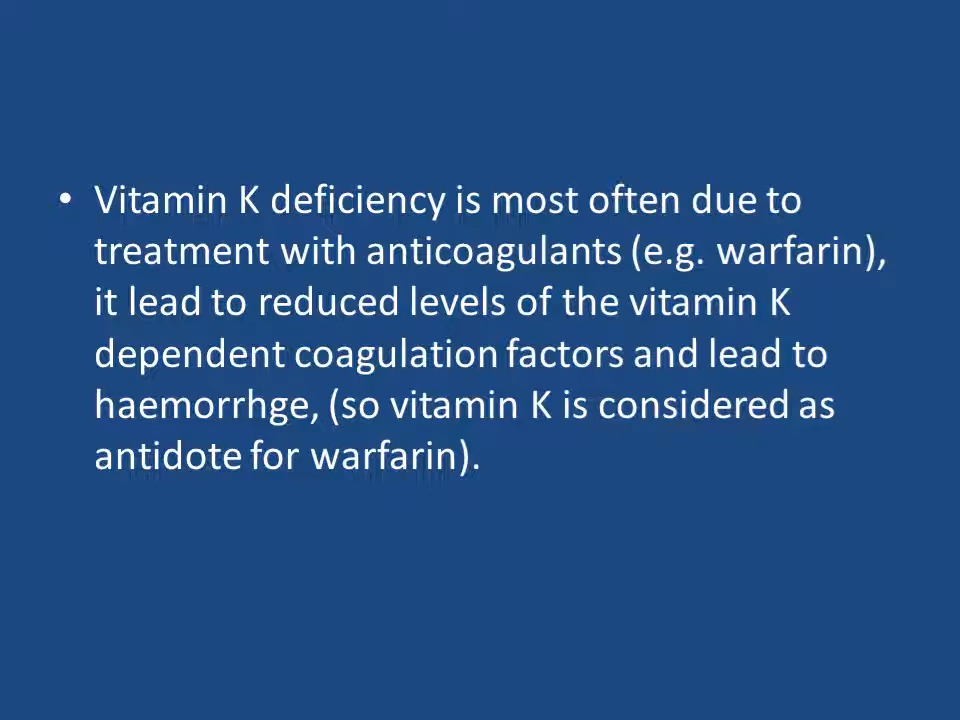 • Vitamin K deficiency is most often due to
treatment with anticoagulants (e.g. warfarin),
it lead to reduced levels of the vitamin K
dependent coagulation factors and lead to
haemorrhge, (so vitamin K is considered as
antidote for warfarin).